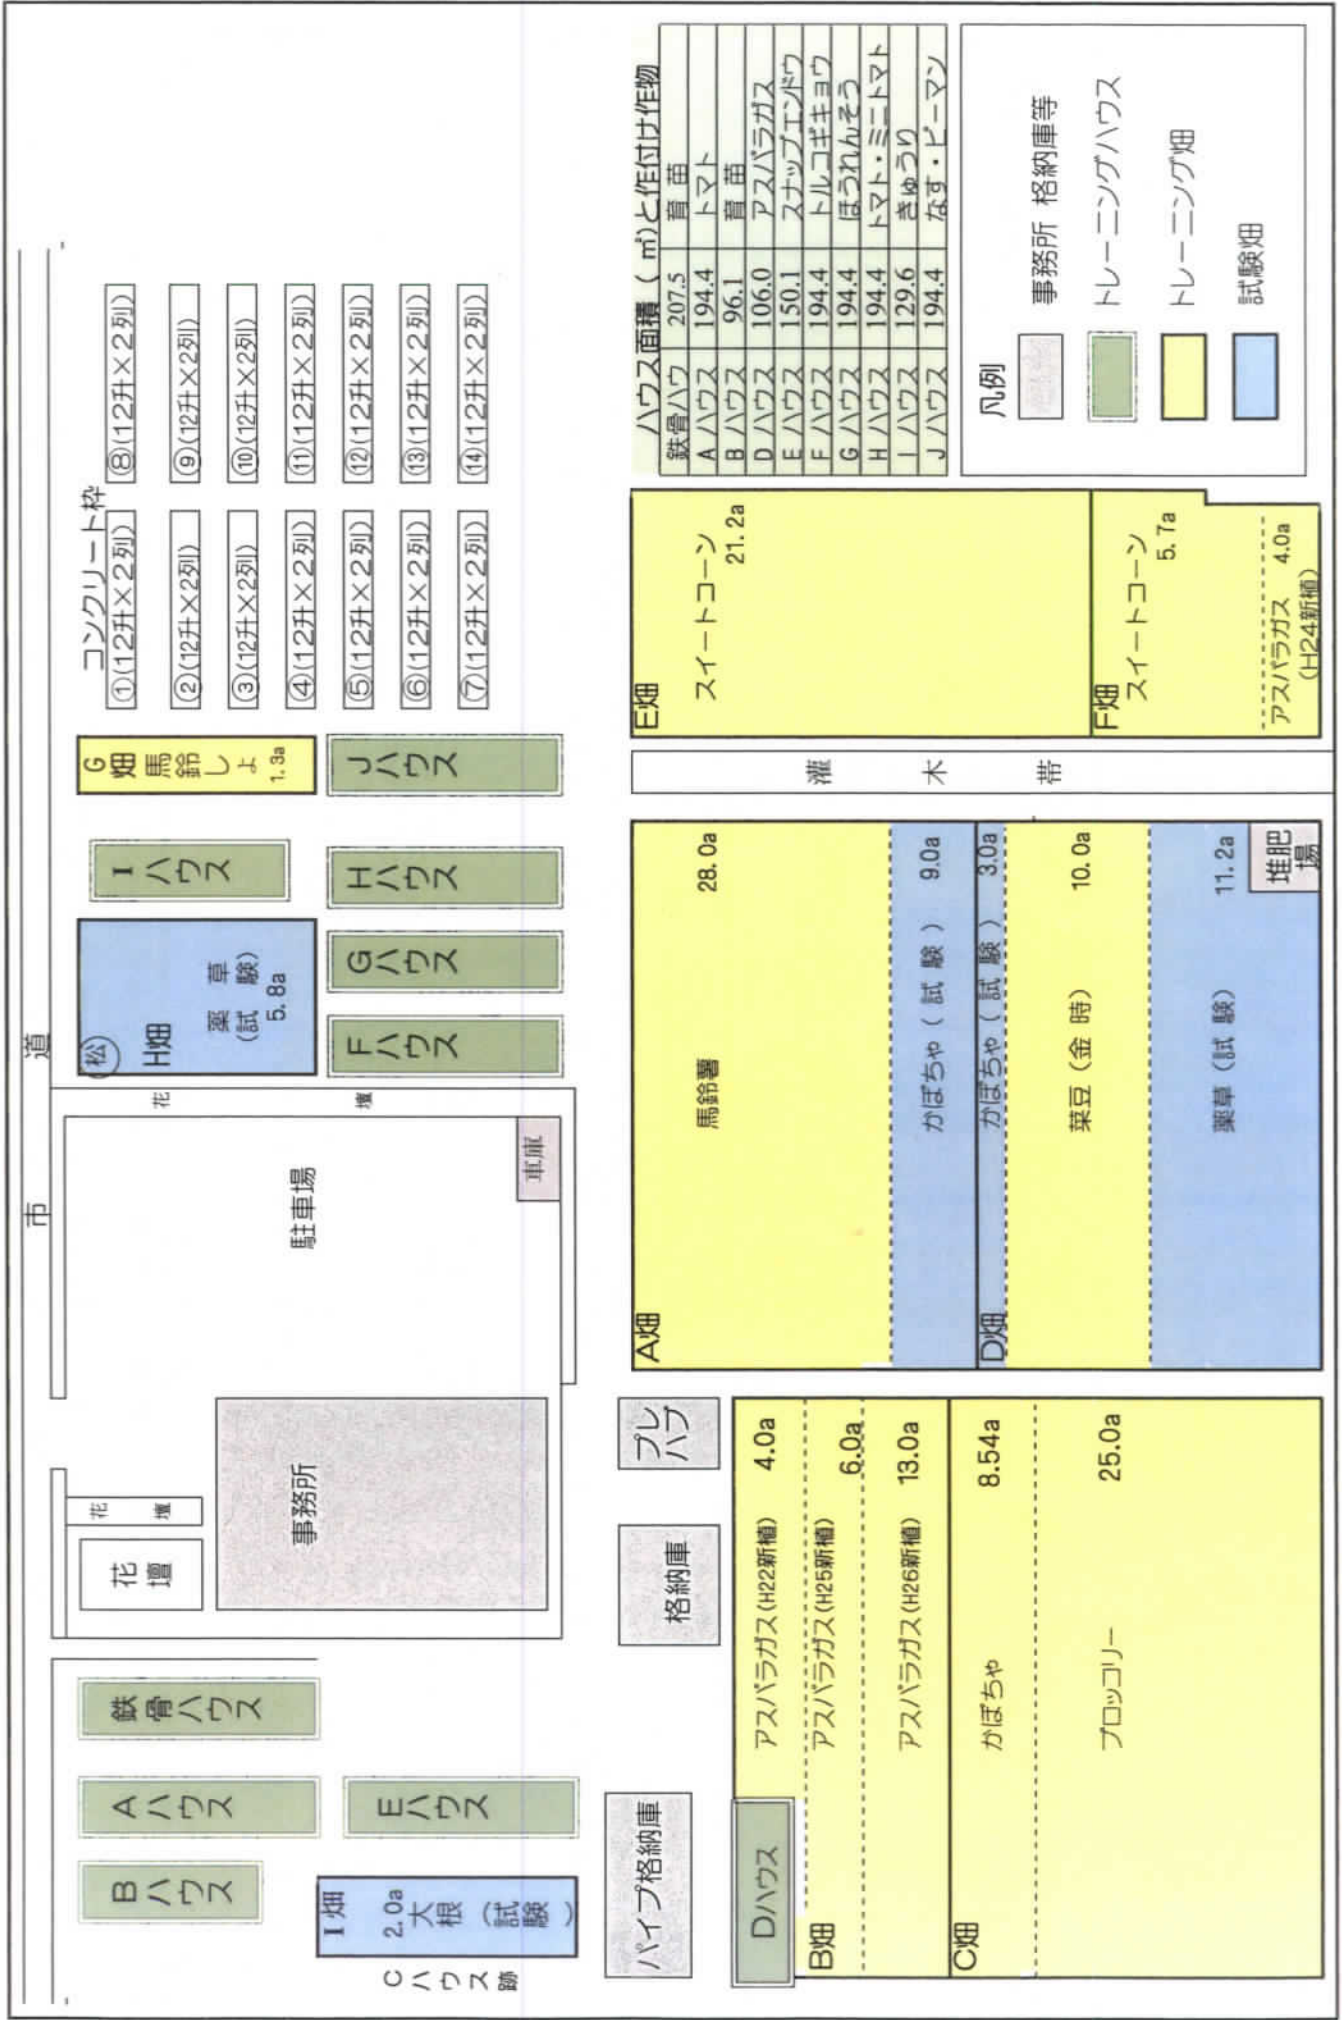 市 道
Bハウス
Aハウス
鉄骨ハウス
花壇
花 壇
事務所
駐車場
車庫
花 壇
松
H畑
薬 草
(試 験)
5.8a
Iハウス
G畑 馬鈴しょ
1.3a
コンクリート枠
①(12升×2列)
⑧(12升×2列)
②(12升×2列)
⑨(12升×2列)
③(12升×2列)
⑩(12升×2列)
④(12升×2列)
⑪(12升×2列)
⑤(12升×2列)
⑫(12升×2列)
⑥(12升×2列)
⑬(12升×2列)
⑦(12升×2列)
⑭(12升×2列)
I畑
2.0a
大根
(試験)
Cハウス跡
Eハウス
Fハウス
Gハウス
Hハウス
Jハウス
パイプ格納庫
格納庫
プレハブ
Dハウス
アスパラガス(H22新植) 4.0a
B畑
アスパラガス(H25新植) 6.0a
アスパラガス(H26新植) 13.0a
C畑
かぼちゃ 8.54a
ブロッコリー 25.0a
A畑
馬鈴薯 28.0a
かぼちゃ(試 験) 9.0a
D畑
かぼちゃ(試 験) 3.0a
菜豆(金 時) 10.0a
薬草(試 験) 11.2a
堆肥場
灌 木 帯
E畑
スイートコーン
21.2a
F畑
スイートコーン
5.7a
アスパラガス 4.0a
(H24新植)
ハウス面積(㎡)と作付け作物
鉄骨ハウ 207.5 育 苗
Aハウス 194.4 トマト
Bハウス 96.1 育 苗
Dハウス 106.0 アスパラガス
Eハウス 150.1 スナップエンドウ
Fハウス 194.4 トルコギキョウ
Gハウス 194.4 ほうれんそう
Hハウス 194.4 トマト・ミニトマト
Iハウス 129.6 きゅうり
Jハウス 194.4 なす・ピーマン
凡例
事務所 格納庫等
トレーニングハウス
トレーニング畑
試験畑